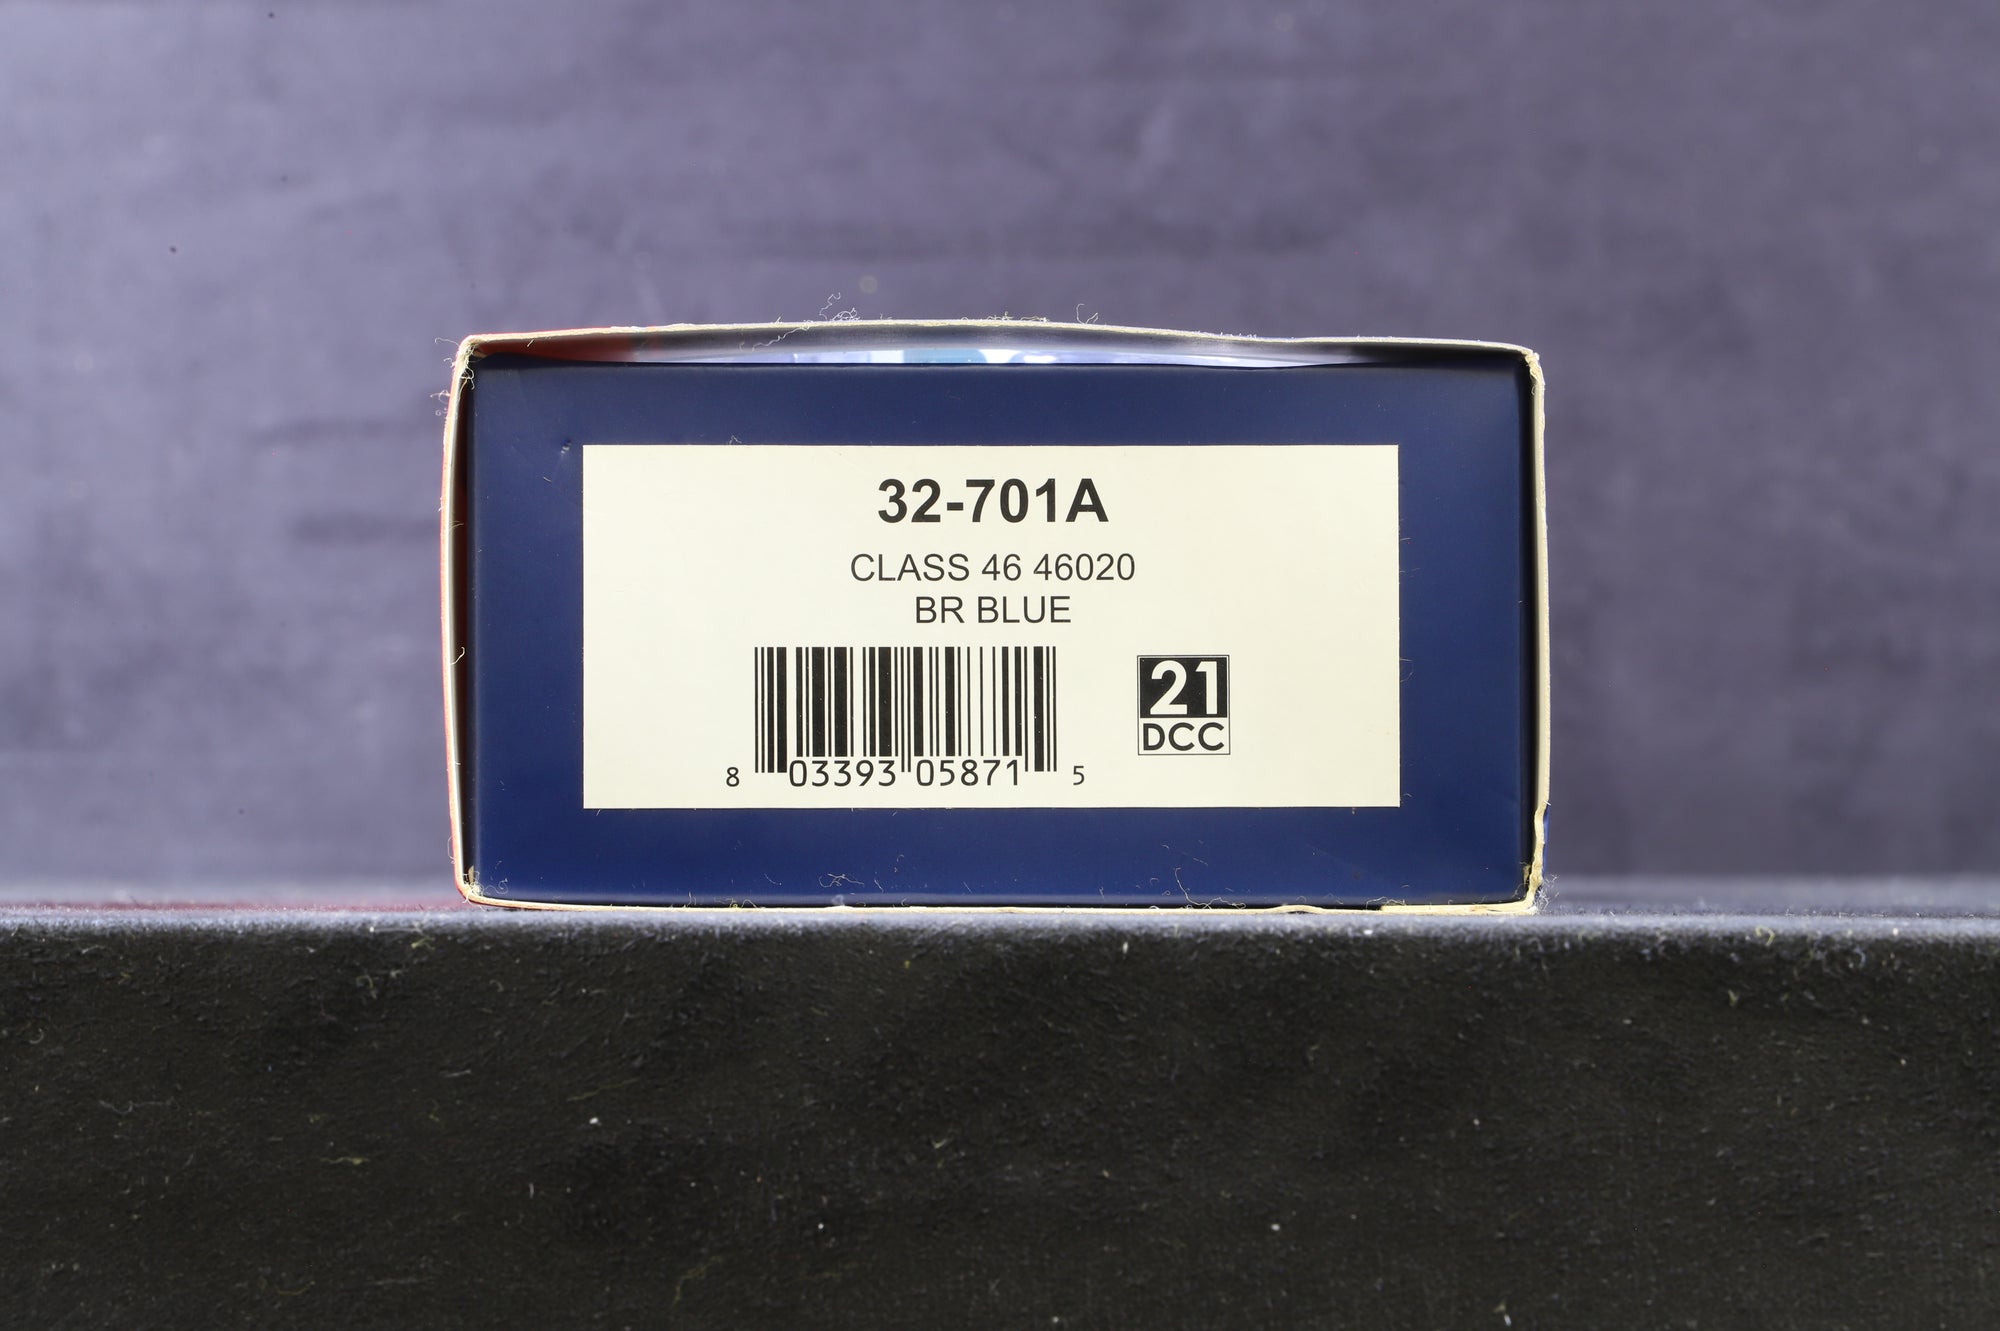 32-701A
CLASS 46 46020
BR BLUE
21
DCC
8 03393 05871 5